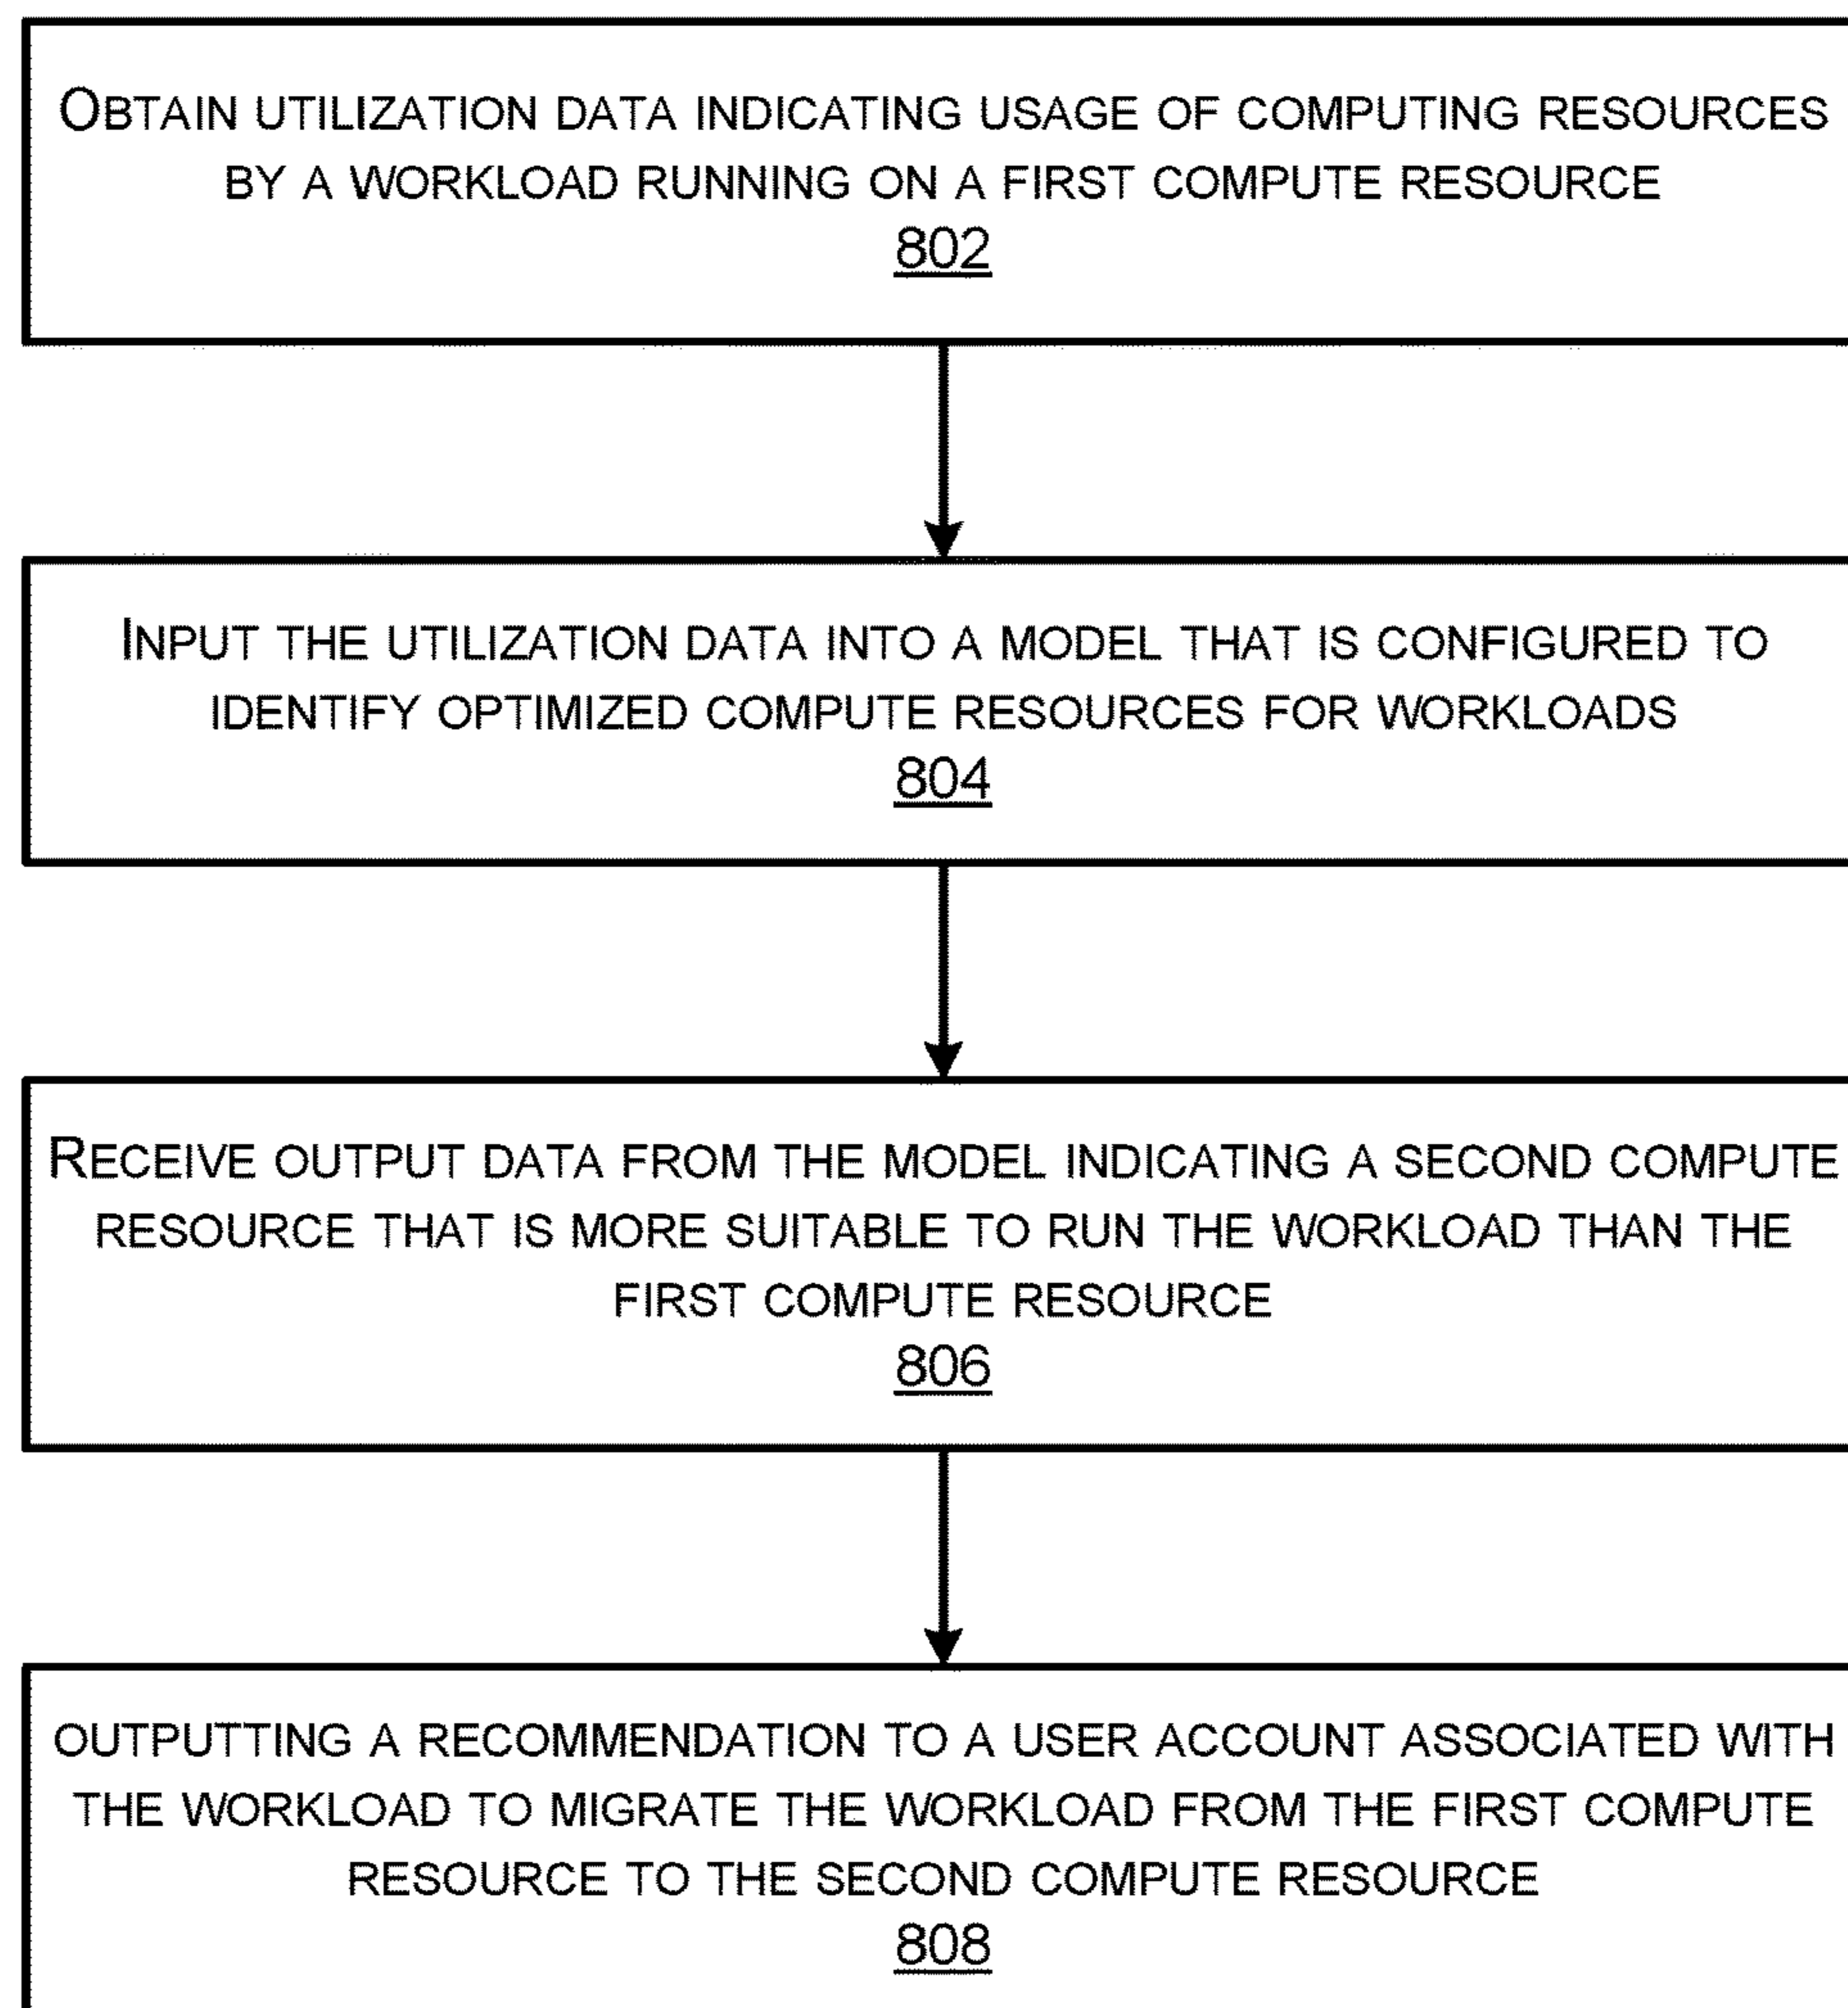 OBTAIN UTILIZATION DATA INDICATING USAGE OF COMPUTING RESOURCES
BY A WORKLOAD RUNNING ON A FIRST COMPUTE RESOURCE
802
INPUT THE UTILIZATION DATA INTO A MODEL THAT IS CONFIGURED TO
IDENTIFY OPTIMIZED COMPUTE RESOURCES FOR WORKLOADS
804
RECEIVE OUTPUT DATA FROM THE MODEL INDICATING A SECOND COMPUTE
RESOURCE THAT IS MORE SUITABLE TO RUN THE WORKLOAD THAN THE
FIRST COMPUTE RESOURCE
806
OUTPUTTING A RECOMMENDATION TO A USER ACCOUNT ASSOCIATED WITH
THE WORKLOAD TO MIGRATE THE WORKLOAD FROM THE FIRST COMPUTE
RESOURCE TO THE SECOND COMPUTE RESOURCE
808